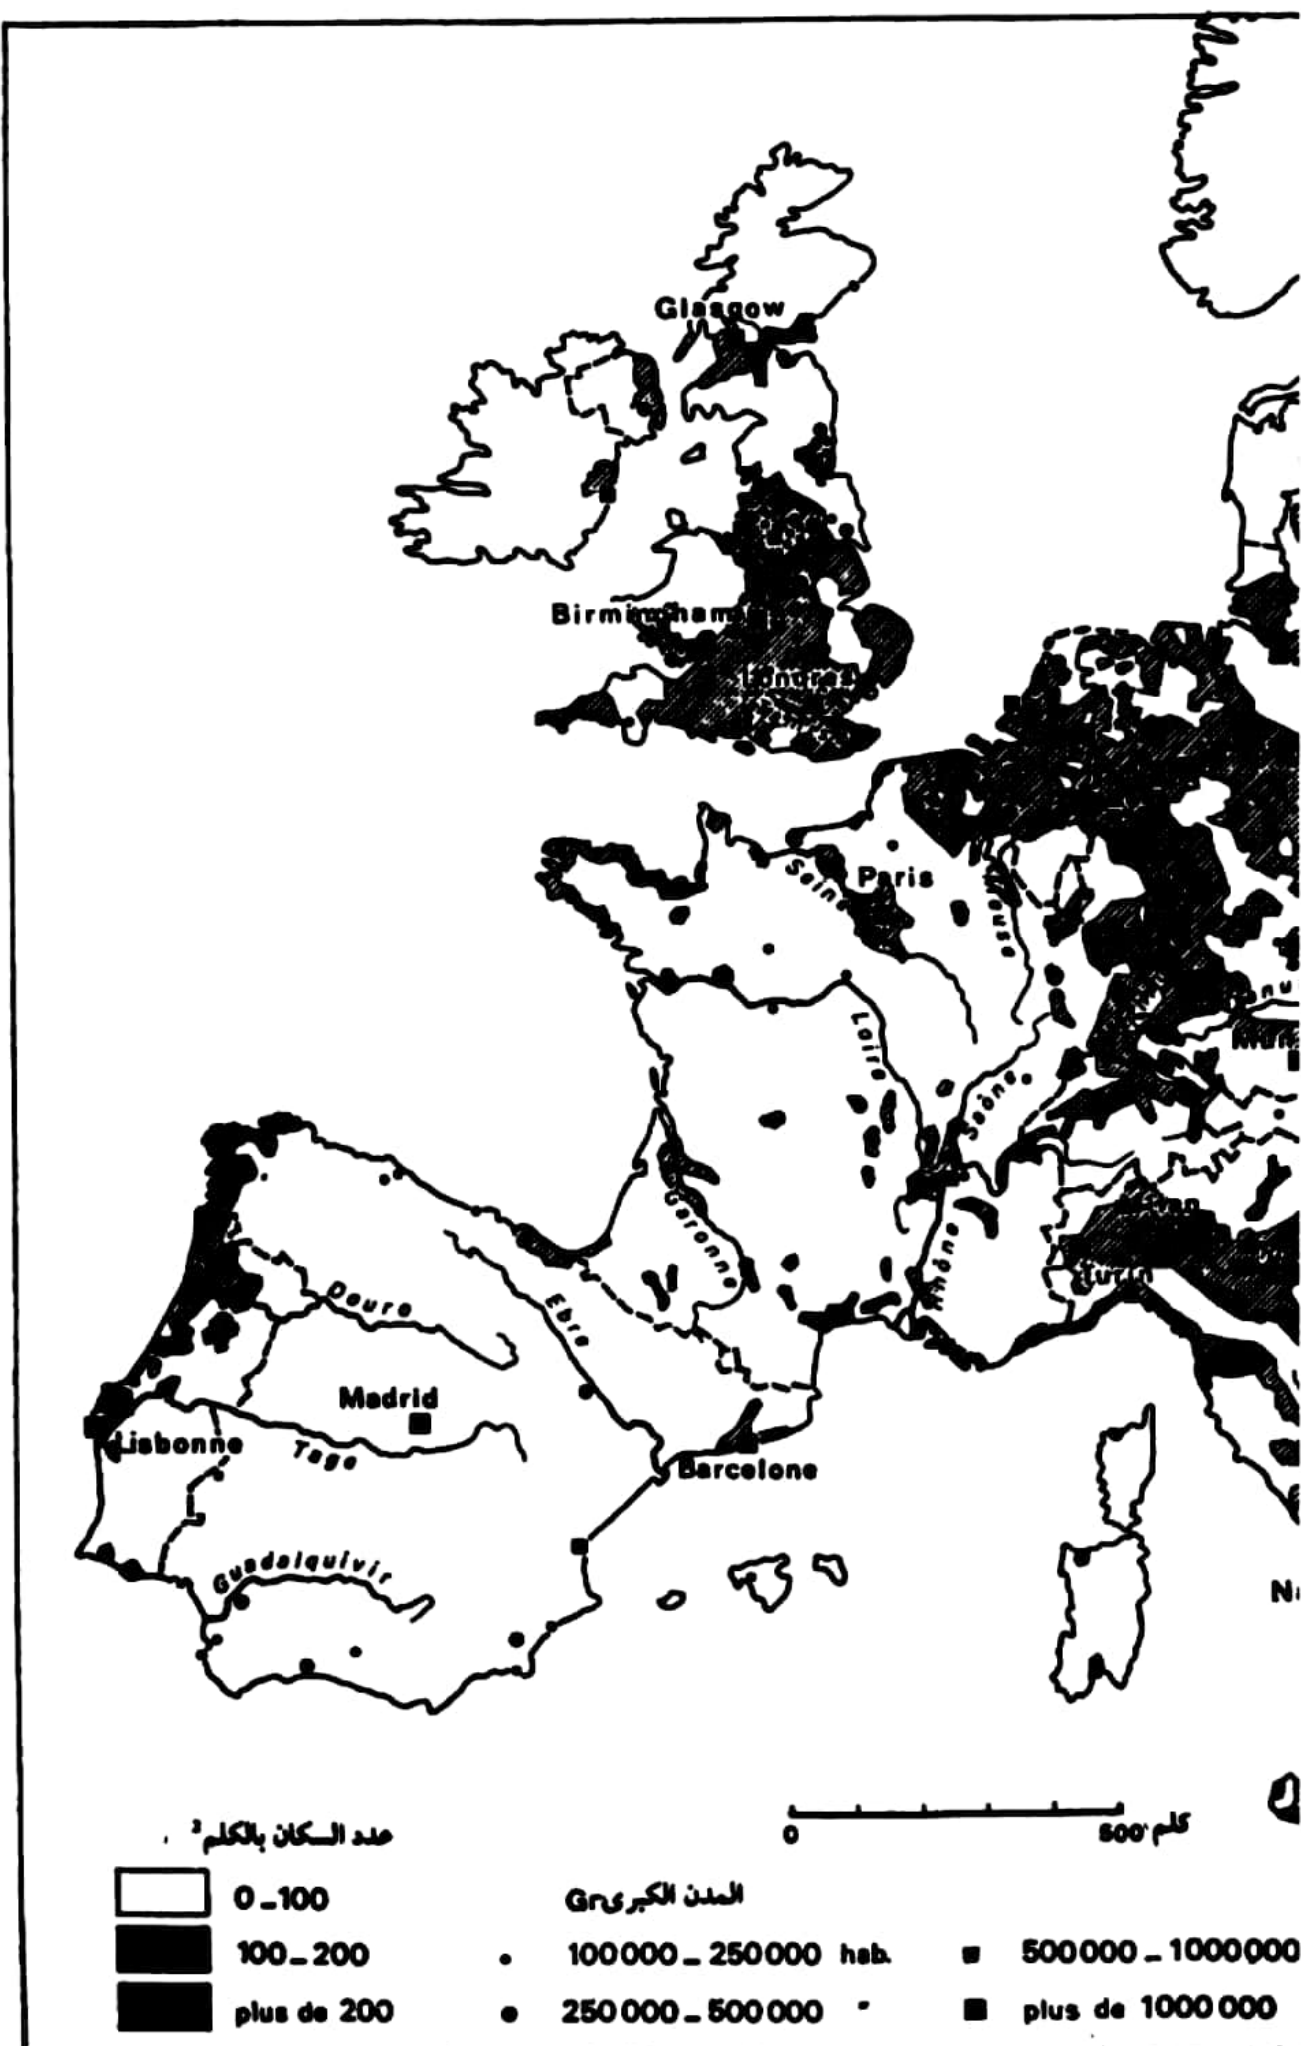 Glasgow
Birmingham
Londres
Seine
Paris
Meuse
Loire
Saône
Garonne
Rhône
Turin
Douro
Ebre
Madrid
Lisbonne
Tage
Barcelone
Guadalquivir
عدد السكان بالكلم²
0 500 كلم
0_100
المدن الكبرى Gr
100_200
100000_250000 hab.
500000_1000000
plus de 200
250000_500000 "
plus de 1000000